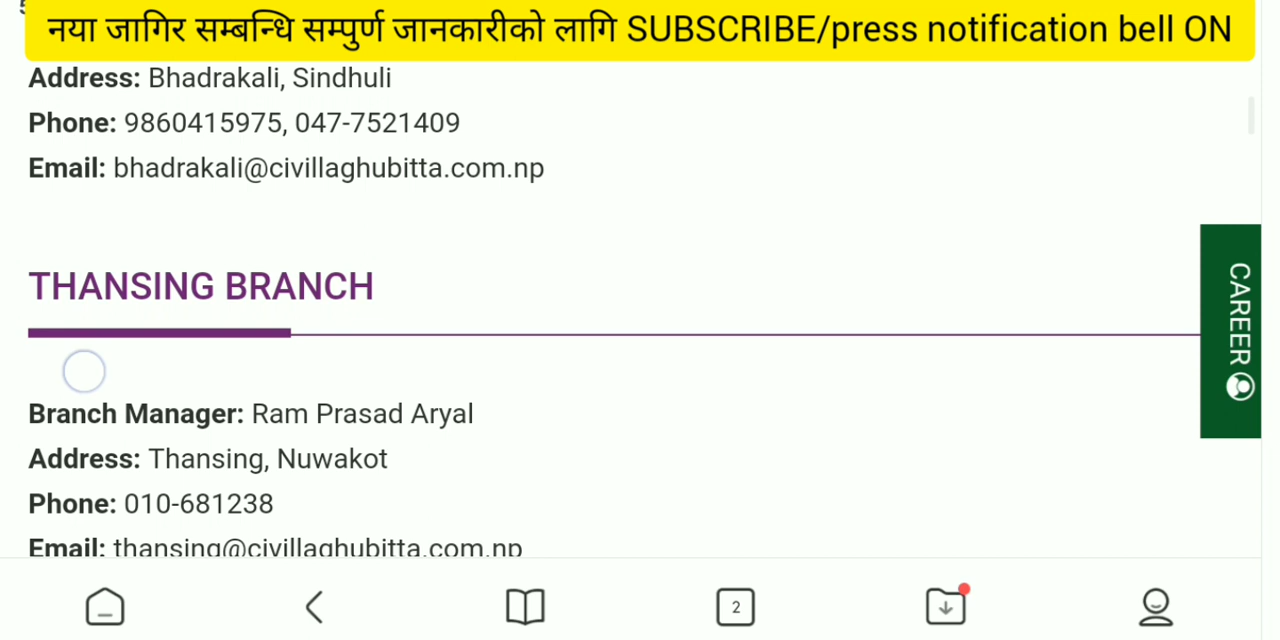 नया जागिर सम्बन्धि सम्पुर्ण जानकारीको लागि SUBSCRIBE/press notification bell ON
Address: Bhadrakali, Sindhuli
Phone: 9860415975, 047-7521409
Email: bhadrakali@civillaghubitta.com.np
THANSING BRANCH
CAREER
Branch Manager: Ram Prasad Aryal
Address: Thansing, Nuwakot
Phone: 010-681238
Email: thansing@civillaghubitta.com.np
2